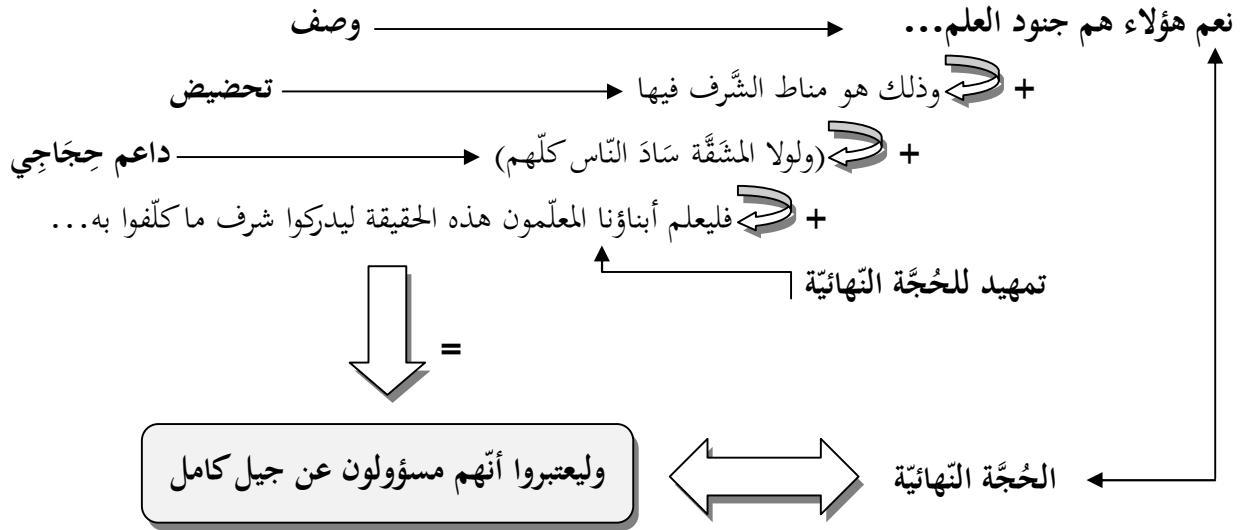 نعم هؤلاء هم جنود العلم... وصف
+ وذلك هو مناط الشَّرف فيها تحضيض
+ (ولولا المشَقَّة سَادَ النّاس كلّهم) داعم حِجَاجِي
+ فليعلم أبناؤنا المعلّمون هذه الحقيقة ليدركوا شرف ما كلّفوا به...
تمهيد للحُجَّة النّهائيّة
=
الحُجَّة النّهائيّة وليعتبروا أنّهم مسؤولون عن جيل كامل